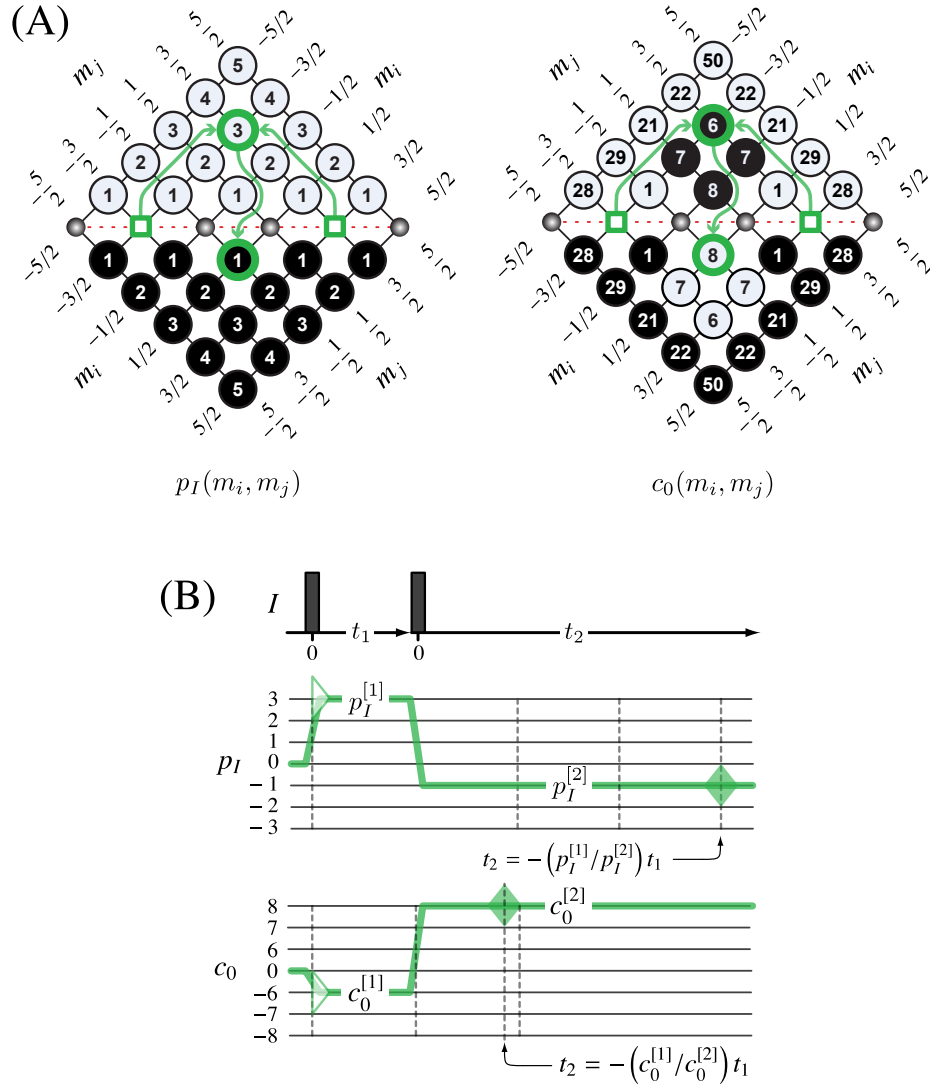 (A)
m_j 5/2 -5/2
3/2 5 -3/2 m_i
1/2 4 4 -1/2
-1/2 3 3 3 1/2
-3/2 2 2 2 2 3/2
-5/2 1 1 1 1 1 5/2
-5/2 1 1 1 1 1 5/2
-3/2 2 2 2 2 3/2
-1/2 3 3 3 1/2
m_i 1/2 4 4 -1/2 m_j
3/2 5 -3/2
5/2 -5/2
p_I(m_i, m_j)
m_j 5/2 -5/2
3/2 50 -3/2 m_i
1/2 22 22 -1/2
-1/2 21 6 21 1/2
-3/2 29 7 7 29 3/2
-5/2 28 1 8 1 28 5/2
-5/2 28 1 8 1 28 5/2
-3/2 29 7 7 29 3/2
-1/2 21 6 21 1/2
m_i 1/2 22 22 -1/2 m_j
3/2 50 -3/2
5/2 -5/2
c_0(m_i, m_j)
(B)
I
t_1 t_2
0 0
p_I
3
2
1
0
-1
-2
-3
p_I^{[1]}
p_I^{[2]}
t_2 = -(p_I^{[1]}/p_I^{[2]}) t_1
c_0
8
7
6
0
-6
-7
-8
c_0^{[2]}
c_0^{[1]}
t_2 = -(c_0^{[1]}/c_0^{[2]}) t_1